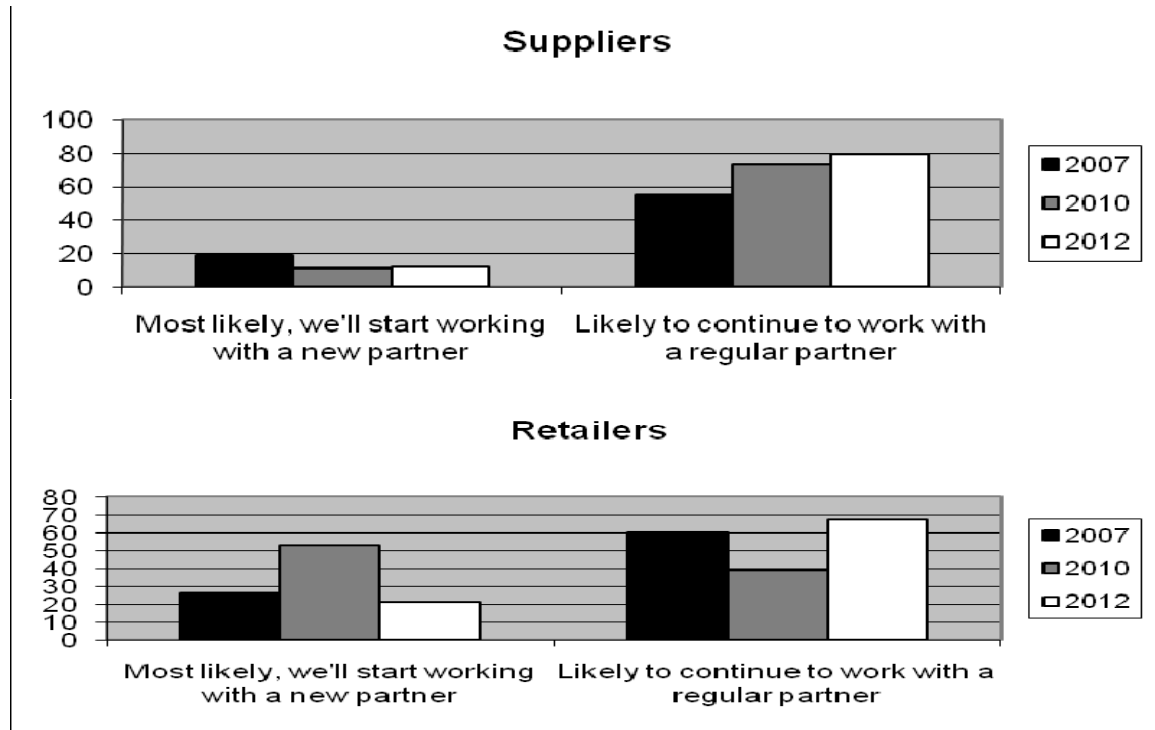 Suppliers
100
80
60
40
20
0
2007
2010
2012
Most likely, we'll start working
with a new partner
Likely to continue to work with
a regular partner
Retailers
80
70
60
50
40
30
20
10
0
2007
2010
2012
Most likely, we'll start working
with a new partner
Likely to continue to work with a
regular partner